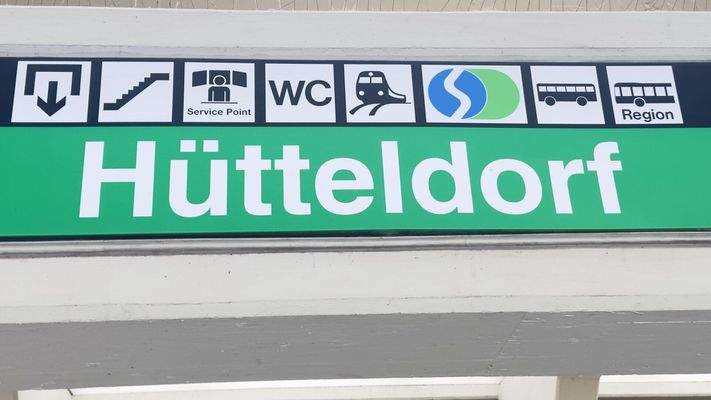 Service Point
WC
Region
Hütteldorf